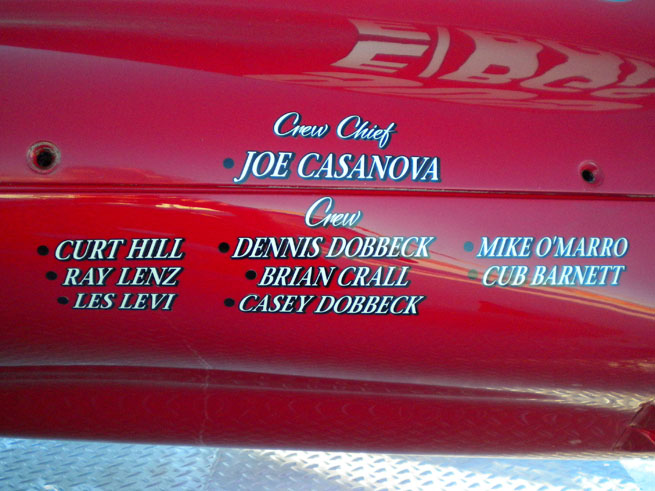 Crew Chief
• JOE CASANOVA
Crew
• CURT HILL
• RAY LENZ
• LES LEVI
• DENNIS DOBBECK
• BRIAN CRALL
• CASEY DOBBECK
• MIKE O'MARRO
• CUB BARNETT